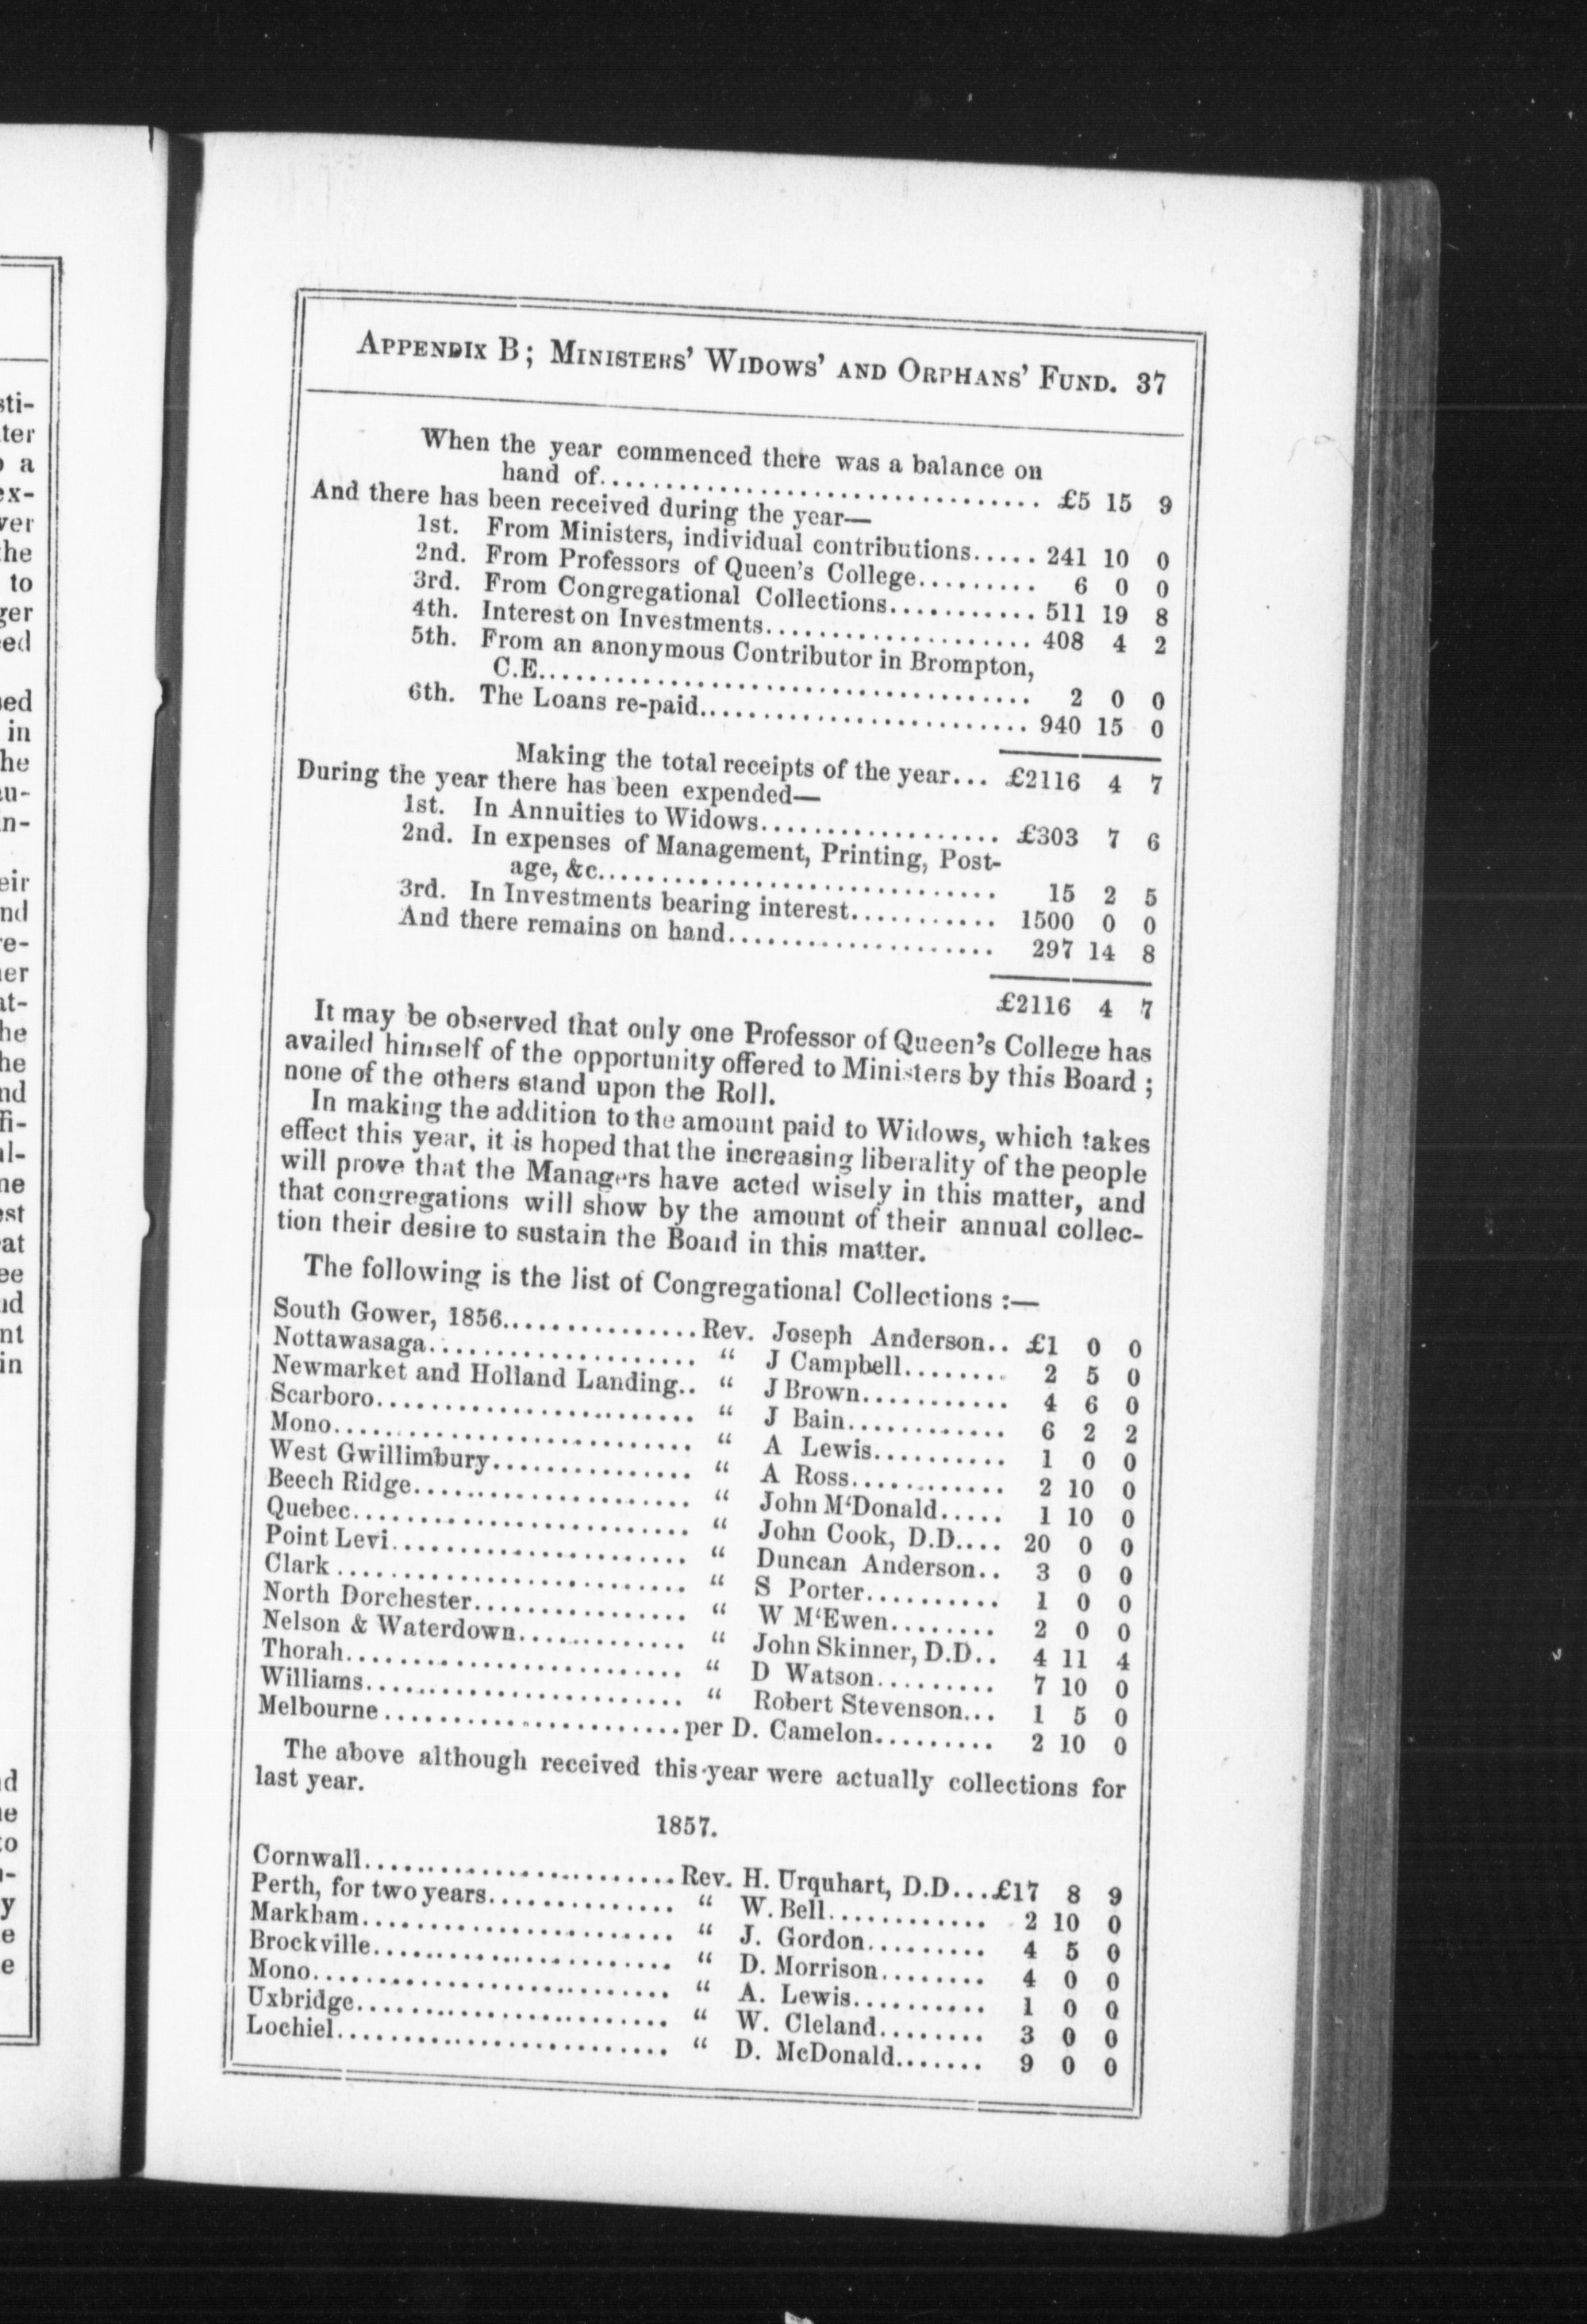 APPENDIX B; MINISTERS' WIDOWS' AND ORPHANS' FUND. 37
When the year commenced there was a balance on
hand of.................................. £5 15 9
And there has been received during the year—
1st. From Ministers, individual contributions..... 241 10 0
2nd. From Professors of Queen's College......... 6 0 0
3rd. From Congregational Collections........... 511 19 8
4th. Interest on Investments.................... 408 4 2
5th. From an anonymous Contributor in Brompton,
C.E..................................... 2 0 0
6th. The Loans re-paid......................... 940 15 0
Making the total receipts of the year... £2116 4 7
During the year there has been expended—
1st. In Annuities to Widows.................. £303 7 6
2nd. In expenses of Management, Printing, Post-
age, &c............................... 15 2 5
3rd. In Investments bearing interest........... 1500 0 0
And there remains on hand.................... 297 14 8
£2116 4 7
It may be observed that only one Professor of Queen's College has
availed himself of the opportunity offered to Ministers by this Board ;
none of the others stand upon the Roll.
In making the addition to the amount paid to Widows, which takes
effect this year, it is hoped that the increasing liberality of the people
will prove that the Managers have acted wisely in this matter, and
that congregations will show by the amount of their annual collec-
tion their desire to sustain the Board in this matter.
The following is the list of Congregational Collections :—
South Gower, 1856............... Rev. Joseph Anderson.. £1 0 0
Nottawasaga.................... “ J Campbell........ 2 5 0
Newmarket and Holland Landing.. “ J Brown........... 4 6 0
Scarboro........................ “ J Bain............. 6 2 2
Mono........................... “ A Lewis.......... 1 0 0
West Gwillimbury............... “ A Ross............ 2 10 0
Beech Ridge..................... “ John M‘Donald..... 1 10 0
Quebec......................... “ John Cook, D.D.... 20 0 0
Point Levi...................... “ Duncan Anderson.. 3 0 0
Clark .......................... “ S Porter.......... 1 0 0
North Dorchester................ “ W M‘Ewen........ 2 0 0
Nelson & Waterdown............. “ John Skinner, D.D.. 4 11 4
Thorah......................... “ D Watson......... 7 10 0
Williams........................ “ Robert Stevenson... 1 5 0
Melbourne ...................... per D. Camelon......... 2 10 0
The above although received this year were actually collections for
last year.
1857.
Cornwall....................... Rev. H. Urquhart, D.D...£17 8 9
Perth, for two years.............. “ W. Bell............ 2 10 0
Markham....................... “ J. Gordon......... 4 5 0
Brockville...................... “ D. Morrison........ 4 0 0
Mono.......................... “ A. Lewis.......... 1 0 0
Uxbridge......................... “ W. Cleland........ 3 0 0
Lochiel......................... “ D. McDonald....... 9 0 0